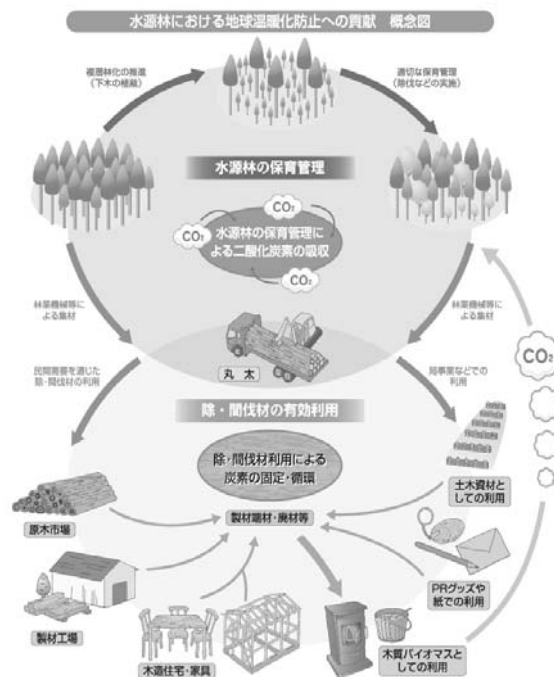 水源林における地球温暖化防止への貢献　概念図
複層林化の推進
(下木の植栽)
適切な保育管理
(除伐などの実施)
水源林の保育管理
CO₂
CO₂
水源林の保育管理に
よる二酸化炭素の吸収
CO₂
林業機械等
による集材
林業機械等
による集材
CO₂
丸太
民間需要を通じた
除・間伐材の利用
局事業などでの
利用
除・間伐材の有効利用
除・間伐材利用による
炭素の固定・循環
土木資材と
しての利用
原木市場
製材端材・廃材等
PRグッズや
紙での利用
製材工場
木造住宅・家具
木質バイオマスと
しての利用